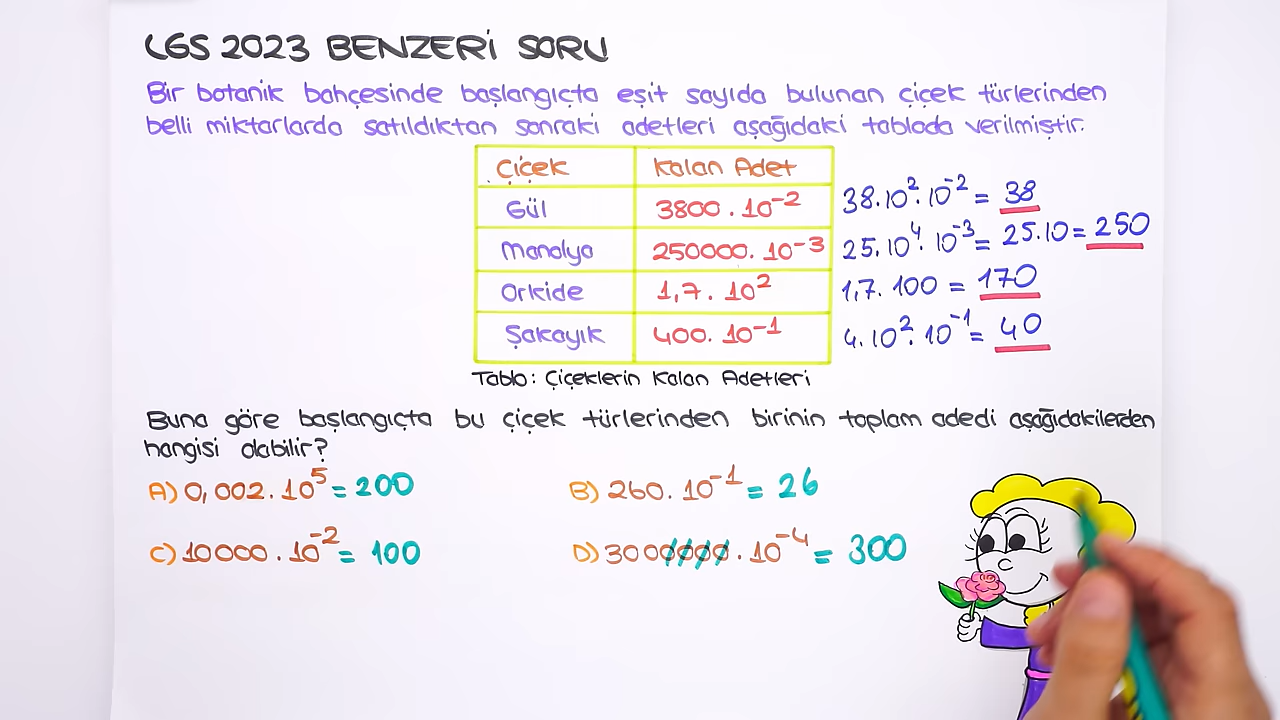 LGS 2023 BENZERİ SORU
Bir botanik bahçesinde başlangıçta eşit sayıda bulunan çiçek türlerinden
belli miktarlarda satıldıktan sonraki adetleri aşağıdaki tabloda verilmiştir.
Çiçek Kalan Adet
Gül 3800 . 10⁻² 38.10² . 10⁻² = 38
Manolya 250000. 10⁻³ 25.10⁴ . 10⁻³ = 25.10 = 250
Orkide 1,7 . 10² 1,7. 100 = 170
Şakayık 400. 10⁻¹ 4.10² . 10⁻¹ = 40
Tablo: Çiçeklerin Kalan Adetleri
Buna göre başlangıçta bu çiçek türlerinden birinin toplam adedi aşağıdakilerden
hangisi olabilir?
A) 0,002. 10⁵ = 200 B) 260. 10⁻¹ = 26
C) 10000. 10⁻² = 100 D) 3000000 . 10⁻⁴ = 300